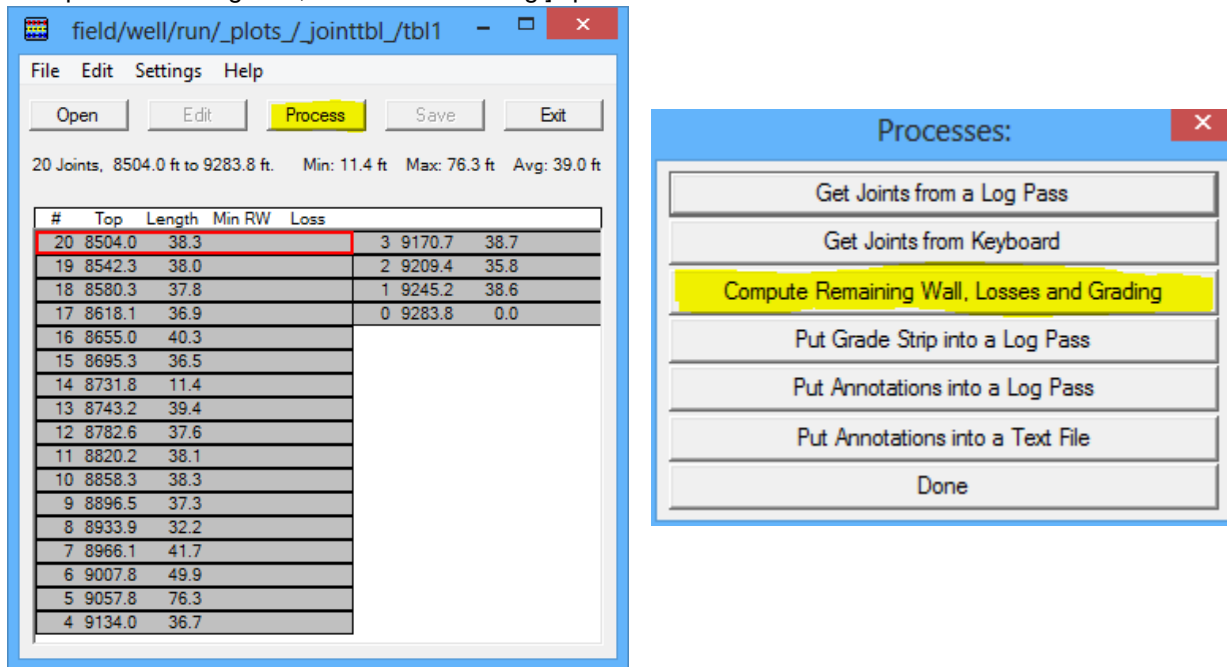 field/well/run/_plots_/_jointtbl_/tbl1
File Edit Settings Help
Open Edit Process Save Exit
20 Joints, 8504.0 ft to 9283.8 ft. Min: 11.4 ft Max: 76.3 ft Avg: 39.0 ft
# Top Length Min RW Loss
20 8504.0 38.3 3 9170.7 38.7
19 8542.3 38.0 2 9209.4 35.8
18 8580.3 37.8 1 9245.2 38.6
17 8618.1 36.9 0 9283.8 0.0
16 8655.0 40.3
15 8695.3 36.5
14 8731.8 11.4
13 8743.2 39.4
12 8782.6 37.6
11 8820.2 38.1
10 8858.3 38.3
9 8896.5 37.3
8 8933.9 32.2
7 8966.1 41.7
6 9007.8 49.9
5 9057.8 76.3
4 9134.0 36.7
Processes:
Get Joints from a Log Pass
Get Joints from Keyboard
Compute Remaining Wall, Losses and Grading
Put Grade Strip into a Log Pass
Put Annotations into a Log Pass
Put Annotations into a Text File
Done